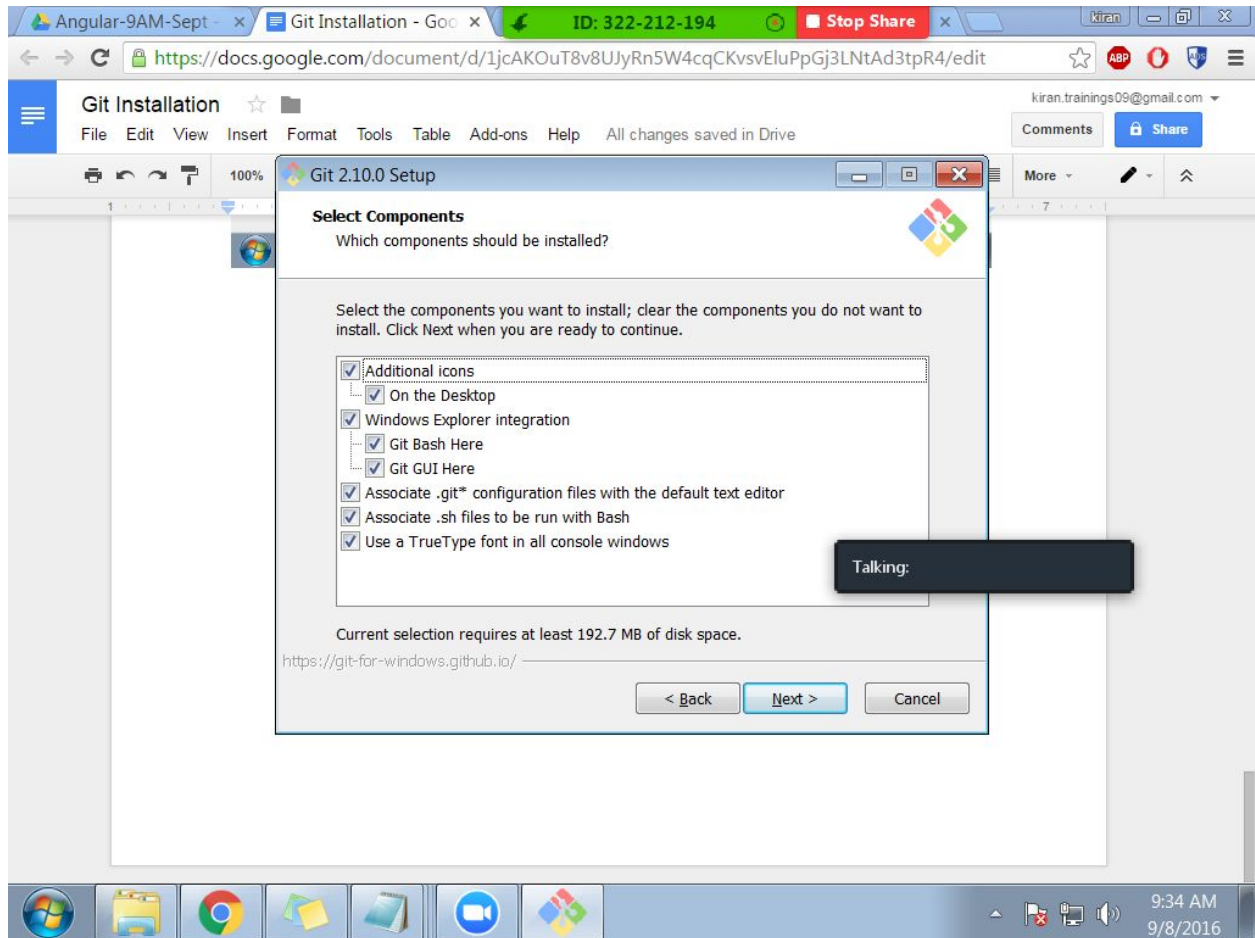 Angular-9AM-Sept -
Git Installation - Goo
ID: 322-212-194
Stop Share
kiran
https://docs.google.com/document/d/1jcAKOuT8v8UJyRn5W4cqCKvsvEluPpGj3LNtAd3tpR4/edit
ABP
ADS
Git Installation
kiran.trainings09@gmail.com
File Edit View Insert Format Tools Table Add-ons Help All changes saved in Drive
Comments
Share
100%
More
1
7
Git 2.10.0 Setup
Select Components
Which components should be installed?
Select the components you want to install; clear the components you do not want to
install. Click Next when you are ready to continue.
Additional icons
On the Desktop
Windows Explorer integration
Git Bash Here
Git GUI Here
Associate .git* configuration files with the default text editor
Associate .sh files to be run with Bash
Use a TrueType font in all console windows
Talking:
Current selection requires at least 192.7 MB of disk space.
https://git-for-windows.github.io/
< Back
Next >
Cancel
9:34 AM
9/8/2016